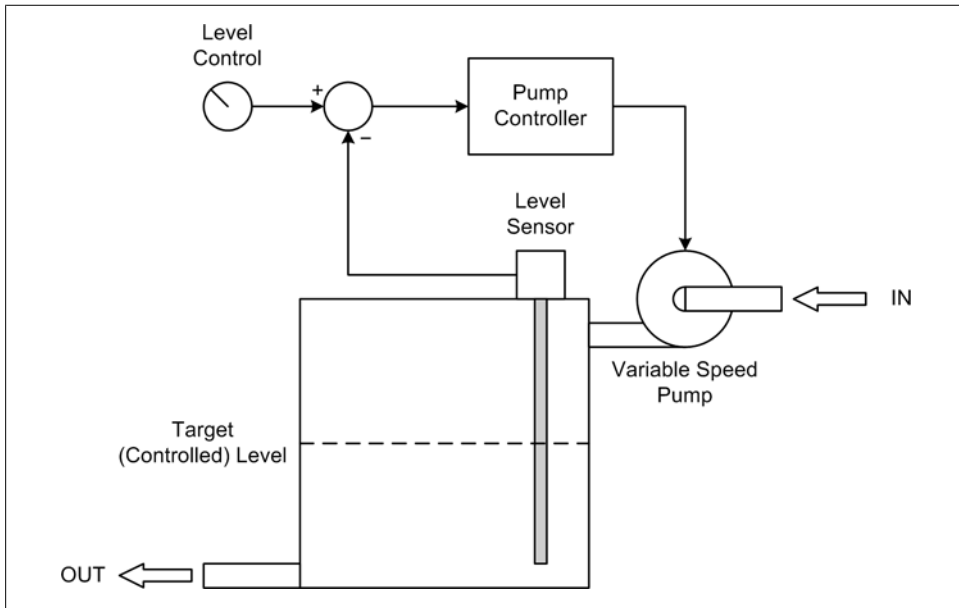 Level
Control
+
−
Pump
Controller
Level
Sensor
IN
Variable Speed
Pump
Target
(Controlled) Level
OUT